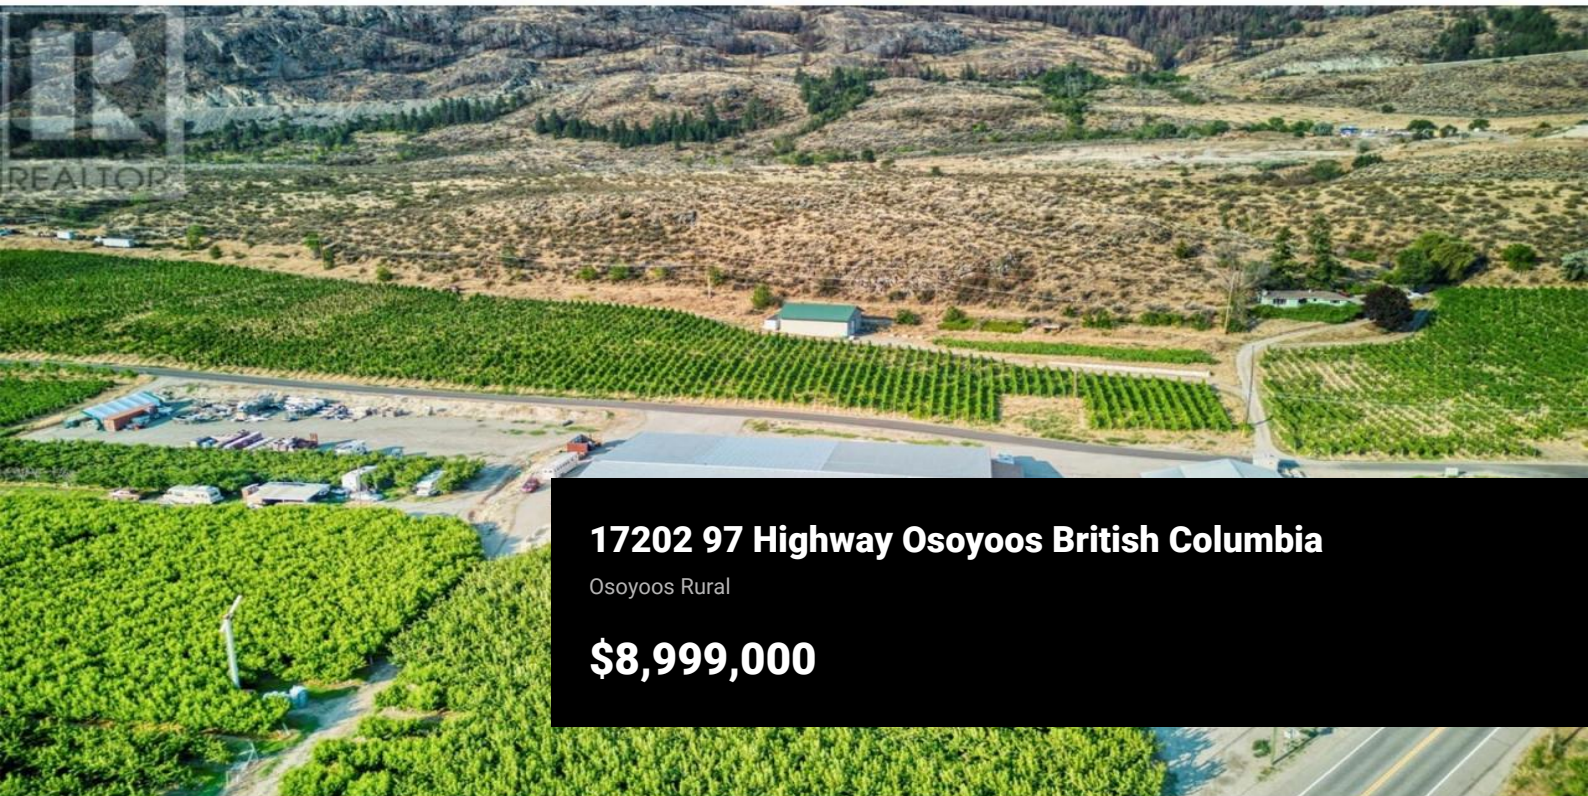 R
REALTOR
17202 97 Highway Osoyoos British Columbia
Osoyoos Rural
$8,999,000